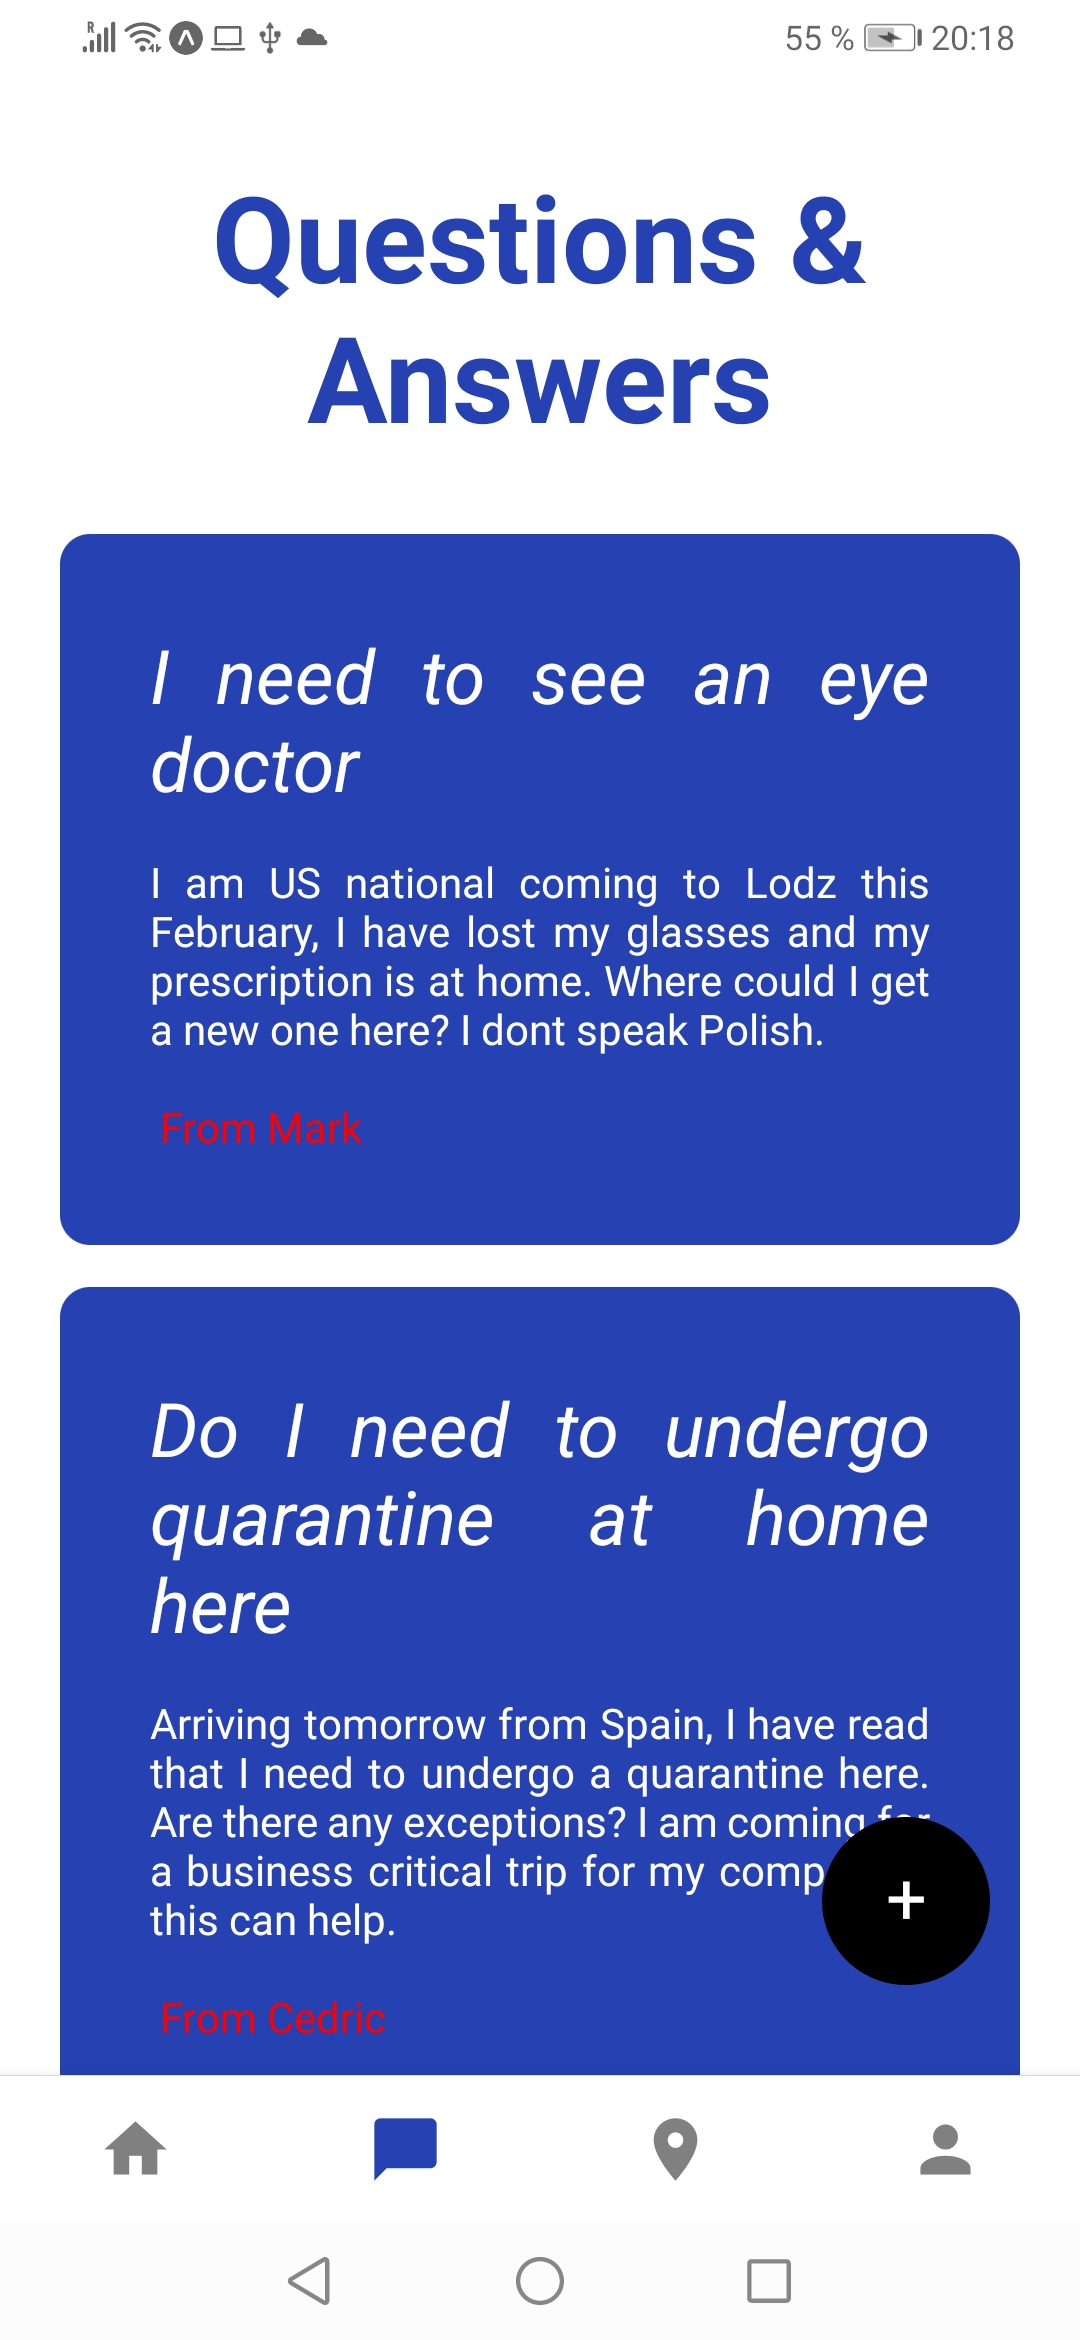 R
55 % 20:18
Questions &
Answers
I need to see an eye
doctor
I am US national coming to Lodz this
February, I have lost my glasses and my
prescription is at home. Where could I get
a new one here? I dont speak Polish.
From Mark
Do I need to undergo
quarantine at home
here
Arriving tomorrow from Spain, I have read
that I need to undergo a quarantine here.
Are there any exceptions? I am coming for
a business critical trip for my comp
this can help.
From Cedric
+